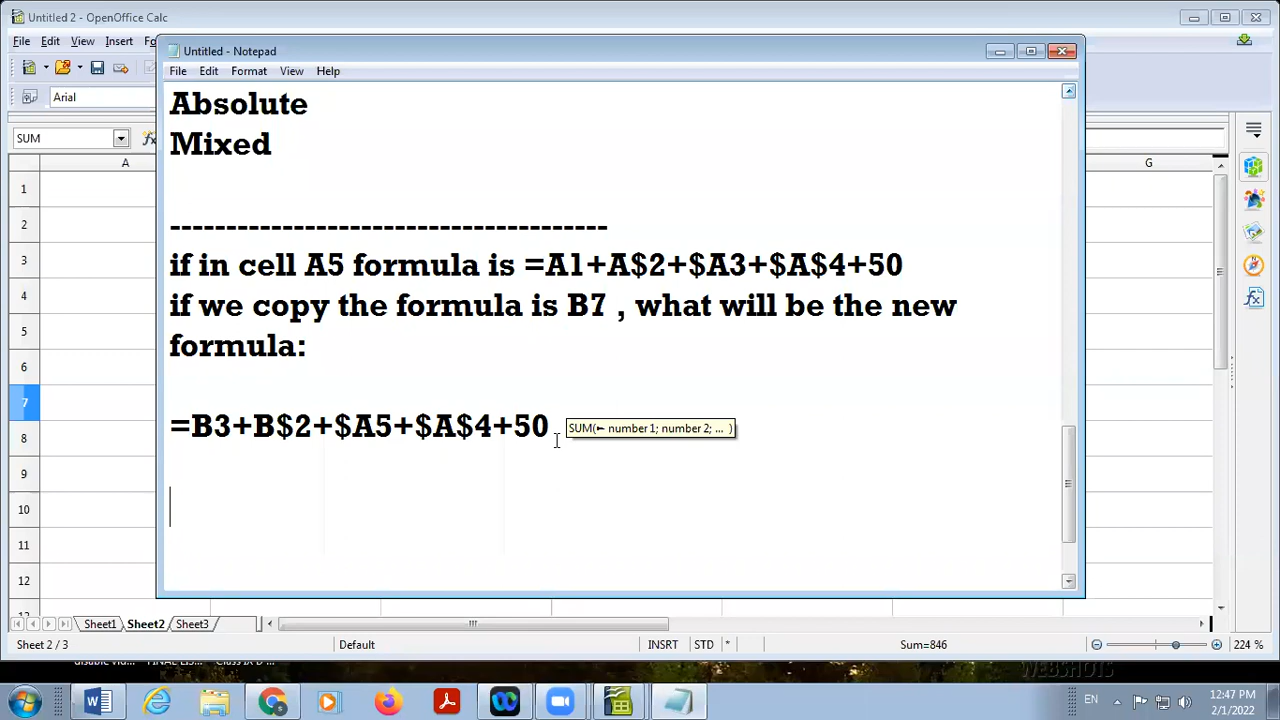 Untitled 2 - OpenOffice Calc
File Edit View Insert
Untitled - Notepad
File Edit Format View Help
Arial
SUM
A
G
Absolute
Mixed
---------------------------------------
if in cell A5 formula is =A1+A$2+$A3+$A$4+50
if we copy the formula is B7 , what will be the new
formula:
=B3+B$2+$A5+$A$4+50
SUM( number 1; number 2; ... )
1
2
3
4
5
6
7
8
9
10
11
12
Sheet1 Sheet2 Sheet3
Sheet 2 / 3 Default INSRT STD * Sum=846 224 %
WEBSHOTS
EN 12:47 PM
2/1/2022